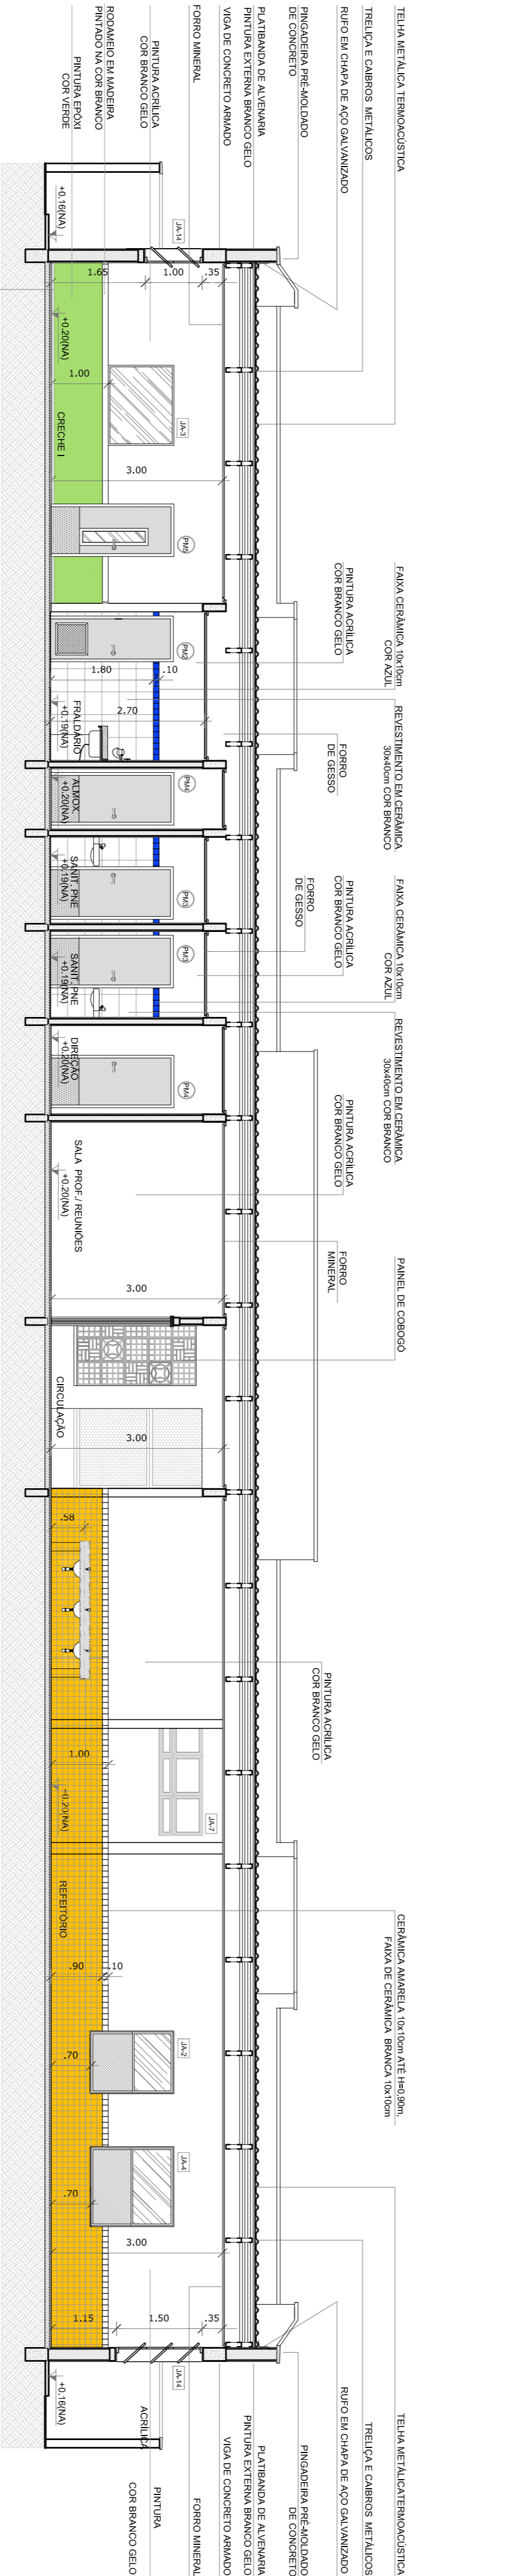 TELHA METÁLICA TERMOACÚSTICA
TRELIÇA E CAIBROS METÁLICOS
RUFO EM CHAPA DE AÇO GALVANIZADO
PINGADEIRA PRÉ-MOLDADO
DE CONCRETO
PLATIBANDA DE ALVENARIA
PINTURA EXTERNA BRANCO GELO
VIGA DE CONCRETO ARMADO
FORRO MINERAL
PINTURA ACRÍLICA
COR BRANCO GELO
RODAMEIO EM MADEIRA
PINTADO NA COR BRANCO
PINTURA EPÓXI
COR VERDE
+0.16(NA)
JA-14
1.65
1.00
.35
+0.20(NA)
1.00
JA-3
CRECHE I
3.00
PM5
FAIXA CERÂMICA 10x10cm
COR AZUL
PINTURA ACRÍLICA
COR BRANCO GELO
REVESTIMENTO EM CERÂMICA
30x40cm COR BRANCO
FORRO
DE GESSO
PM2
1.80
.10
2.70
FRALDÁRIO
+0.19(NA)
PM4
ALMOX.
+0.20(NA)
PM3
SANIT. PNE
+0.19(NA)
FAIXA CERÂMICA 10x10cm
COR AZUL
PINTURA ACRÍLICA
COR BRANCO GELO
FORRO
DE GESSO
REVESTIMENTO EM CERÂMICA
30x40cm COR BRANCO
PM3
SANIT. PNE
+0.19(NA)
PM4
DIREÇÃO
+0.20(NA)
PINTURA ACRÍLICA
COR BRANCO GELO
SALA PROF./ REUNIÕES
+0.20(NA)
FORRO
MINERAL
3.00
PAINEL DE COBOGÓ
CIRCULAÇÃO
3.00
.58
PINTURA ACRÍLICA
COR BRANCO GELO
1.00
+0.20(NA)
JA-7
REFEITÓRIO
CERÂMICA AMARELA 10x10cm ATÉ H=0,90m,
FAIXA DE CERÂMICA BRANCA 10x10cm
.90
.10
JA-2
.70
JA-4
.70
3.00
1.15
1.50
.35
JA-14
+0.16(NA)
TELHA METÁLICATERMOACÚSTICA
TRELIÇA E CAIBROS METÁLICOS
RUFO EM CHAPA DE AÇO GALVANIZADO
PINGADEIRA PRÉ-MOLDADO
DE CONCRETO
PLATIBANDA DE ALVENARIA
PINTURA EXTERNA BRANCO GELO
VIGA DE CONCRETO ARMADO
FORRO MINERAL
PINTURA
ACRÍLICA
COR BRANCO GELO